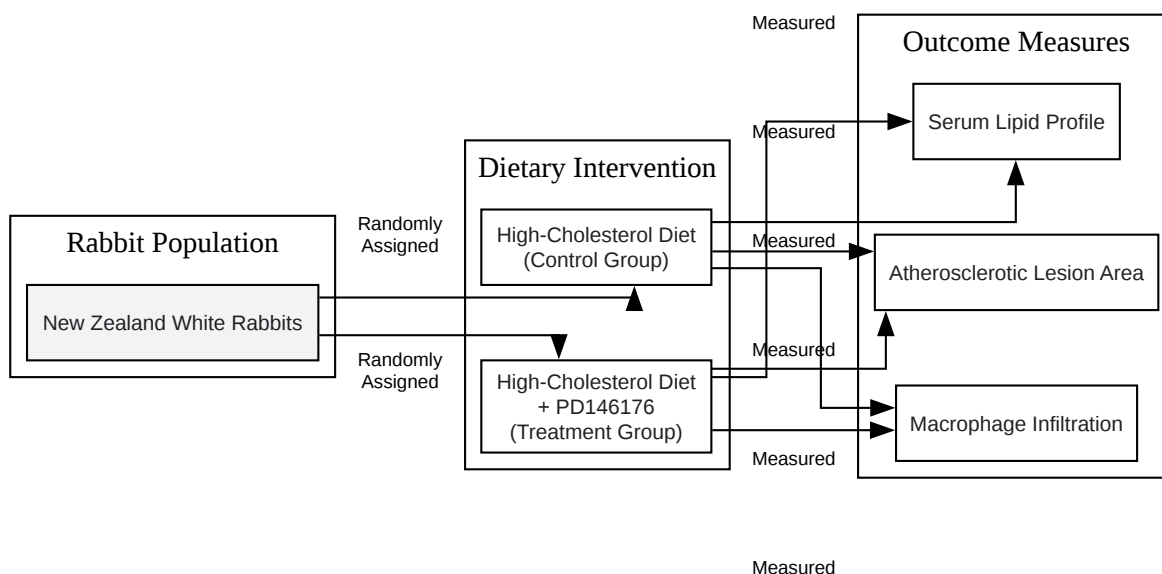 Rabbit Population
New Zealand White Rabbits
Randomly
Assigned
Randomly
Assigned
Dietary Intervention
High-Cholesterol Diet
(Control Group)
High-Cholesterol Diet
+ PD146176
(Treatment Group)
Measured
Measured
Measured
Measured
Measured
Measured
Outcome Measures
Serum Lipid Profile
Atherosclerotic Lesion Area
Macrophage Infiltration